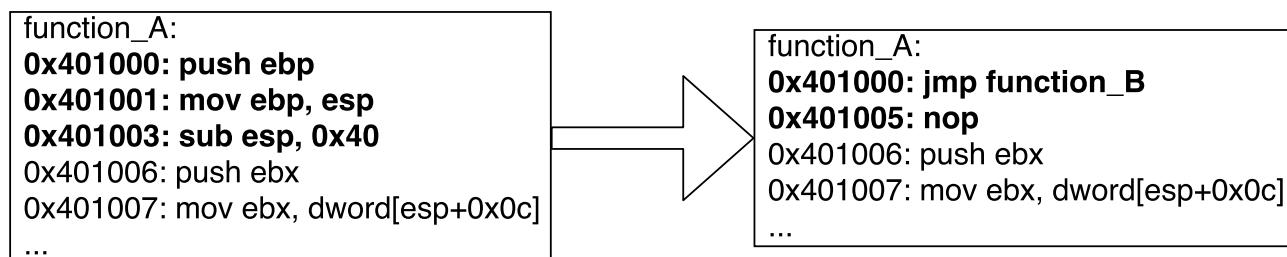 function_A:
0x401000: push ebp
0x401001: mov ebp, esp
0x401003: sub esp, 0x40
0x401006: push ebx
0x401007: mov ebx, dword[esp+0x0c]
...
function_A:
0x401000: jmp function_B
0x401005: nop
0x401006: push ebx
0x401007: mov ebx, dword[esp+0x0c]
...